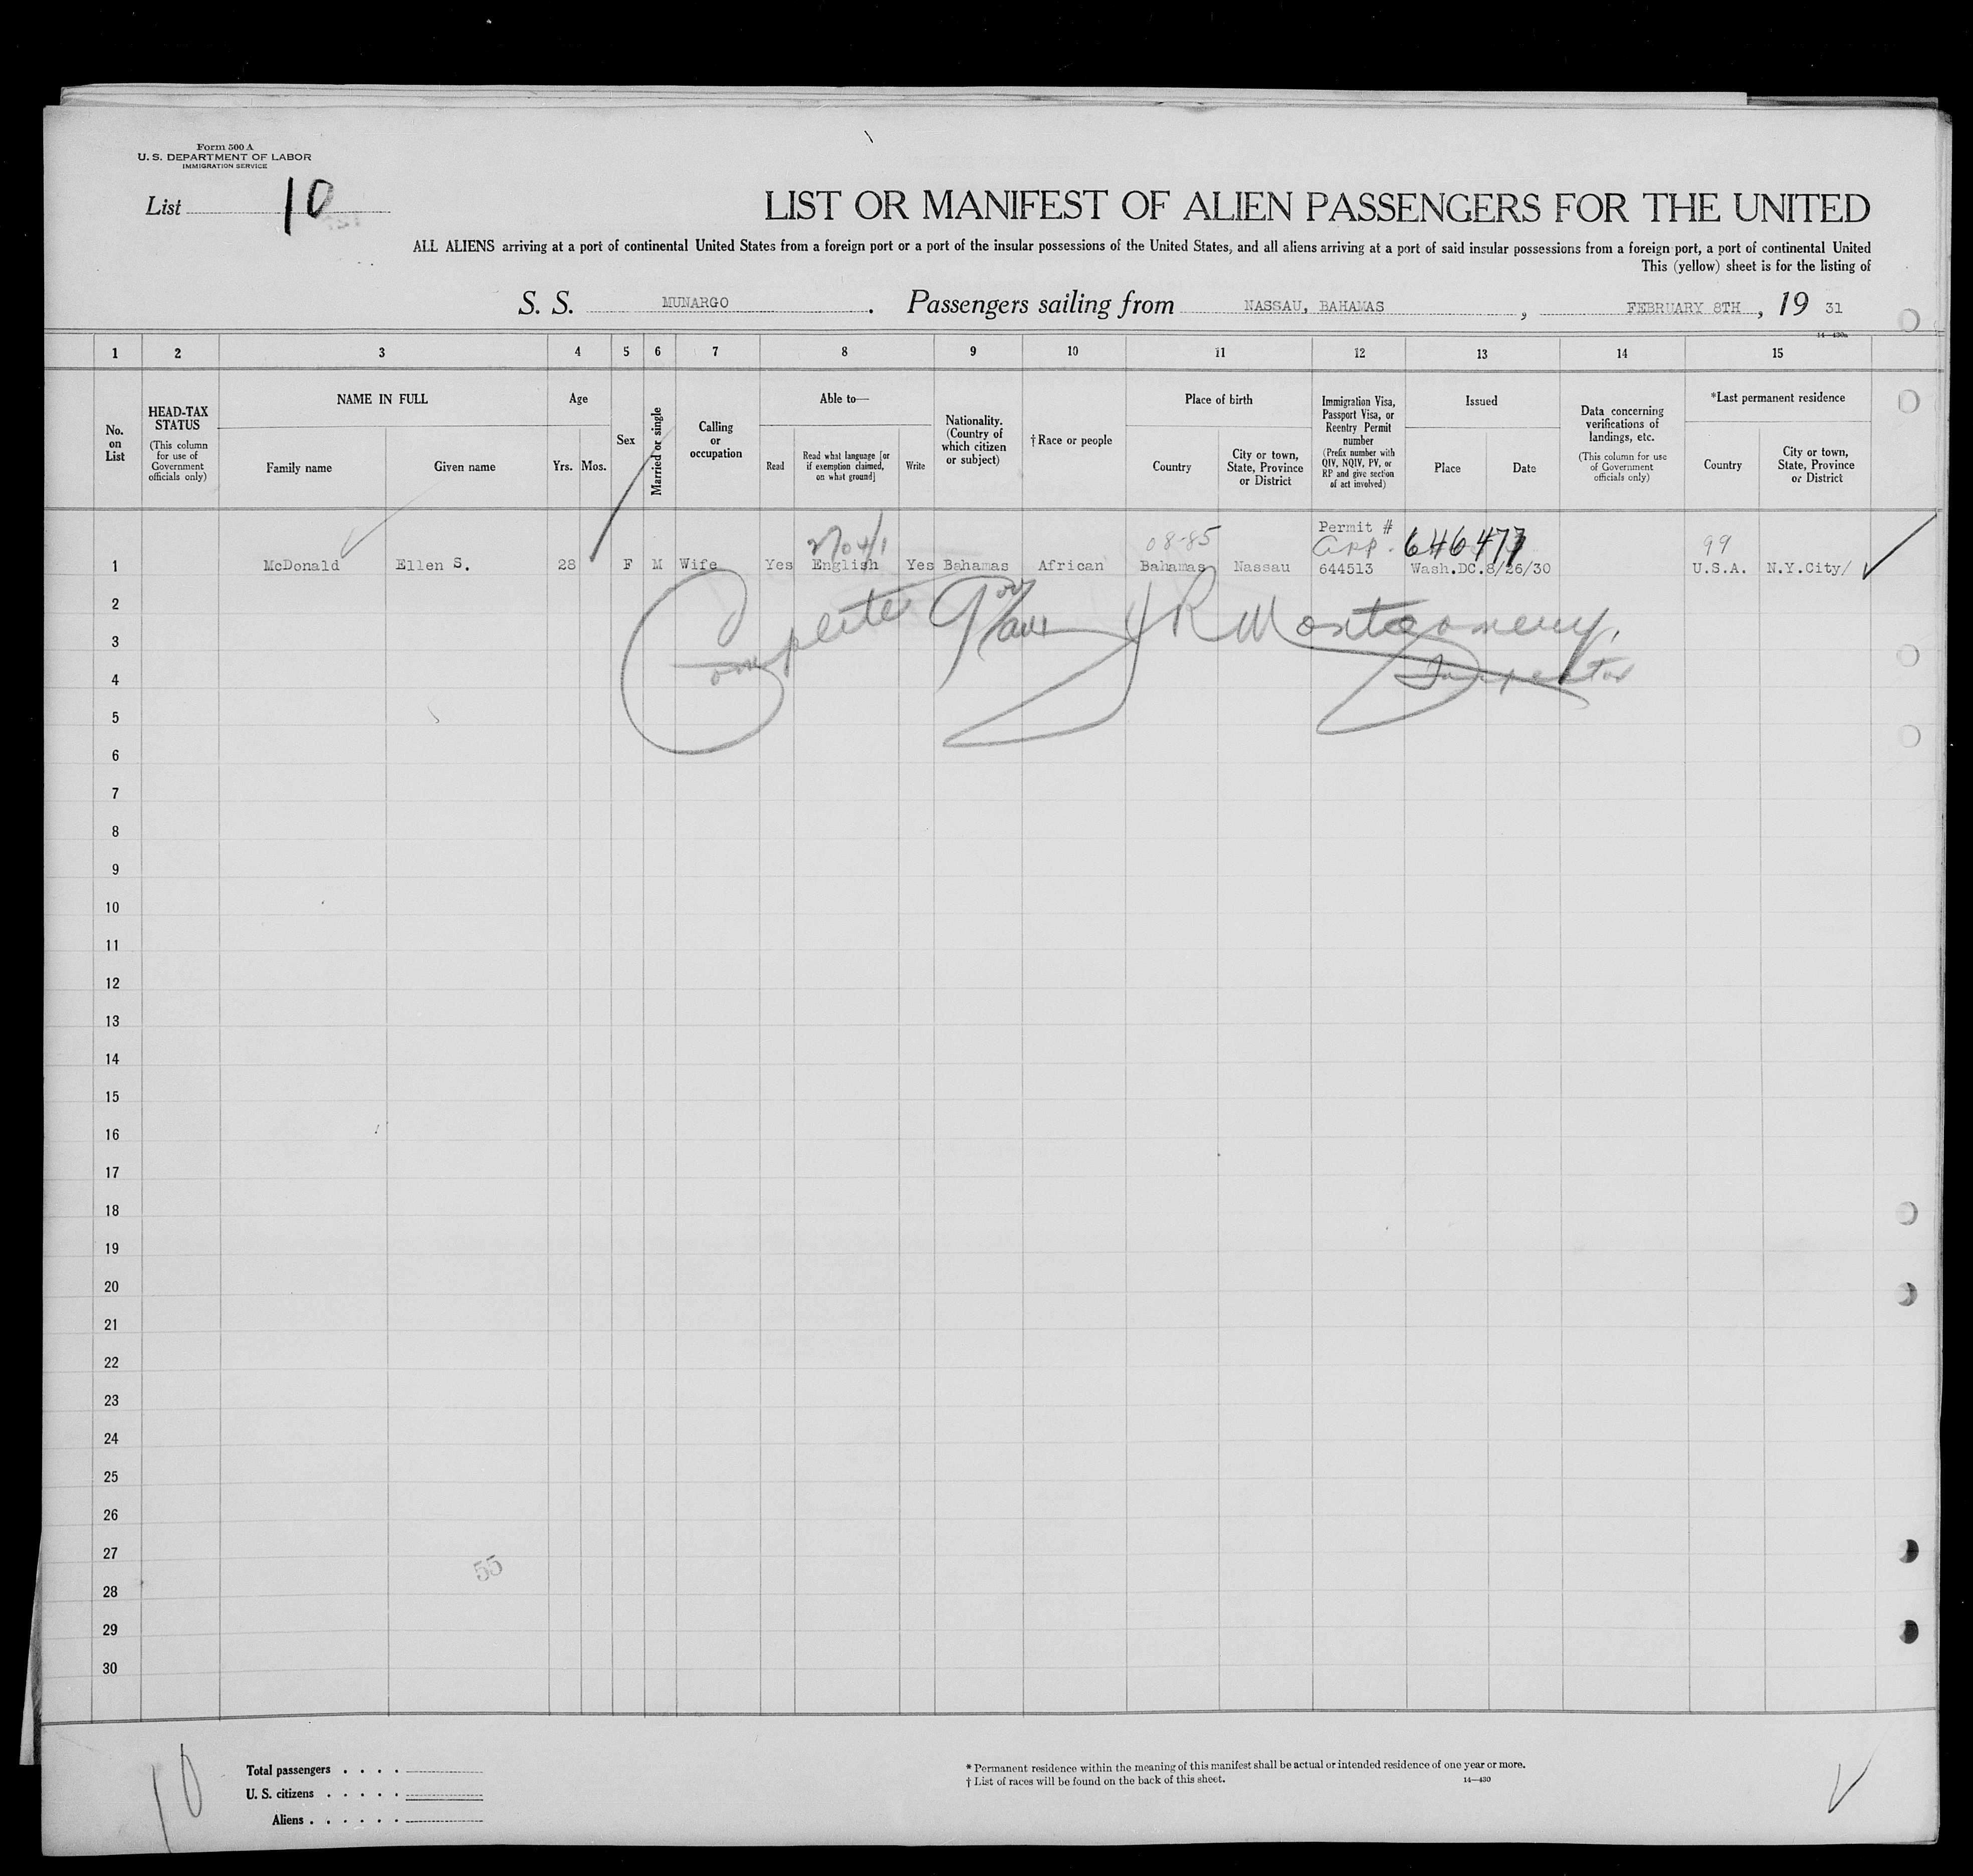 Form 500 A
U. S. DEPARTMENT OF LABOR
IMMIGRATION SERVICE
List 10
LIST OR MANIFEST OF ALIEN PASSENGERS FOR THE UNITED
ALL ALIENS arriving at a port of continental United States from a foreign port or a port of the insular possessions of the United States, and all aliens arriving at a port of said insular possessions from a foreign port, a port of continental United
This (yellow) sheet is for the listing of
S. S. MUNARGO . Passengers sailing from NASSAU, BAHAMAS , FEBRUARY 8TH , 19 31
14—430a
1 2 3 4 5 6 7 8 9 10 11 12 13 14 15
No. on List
HEAD-TAX STATUS (This column for use of Government officials only)
NAME IN FULL
Family name Given name
Age
Yrs. Mos.
Sex
Married or single
Calling or occupation
Able to—
Read Read what language [or if exemption claimed, on what ground] Write
Nationality. (Country of which citizen or subject)
†Race or people
Place of birth
Country City or town, State, Province or District
Immigration Visa, Passport Visa, or Reentry Permit number (Prefix number with QIV, NQIV, PV, or RP and give section of act involved)
Issued
Place Date
Data concerning verifications of landings, etc. (This column for use of Government officials only)
*Last permanent residence
Country City or town, State, Province or District
Permit #
08-85 App. 646477 99
1 McDonald Ellen S. 28 F M Wife Yes English Yes Bahamas African Bahamas Nassau 644513 Wash.DC.8/26/30 U.S.A. N.Y.City/
2
J R Montgomery,
3
Inspector
4
5
6
7
8
9
10
11
12
13
14
15
16
17
18
19
20
21
22
23
24
25
26
27
55
28
29
30
10
Total passengers . . . .
U. S. citizens . . . . .
Aliens . . . . . .
* Permanent residence within the meaning of this manifest shall be actual or intended residence of one year or more.
† List of races will be found on the back of this sheet.
14—430